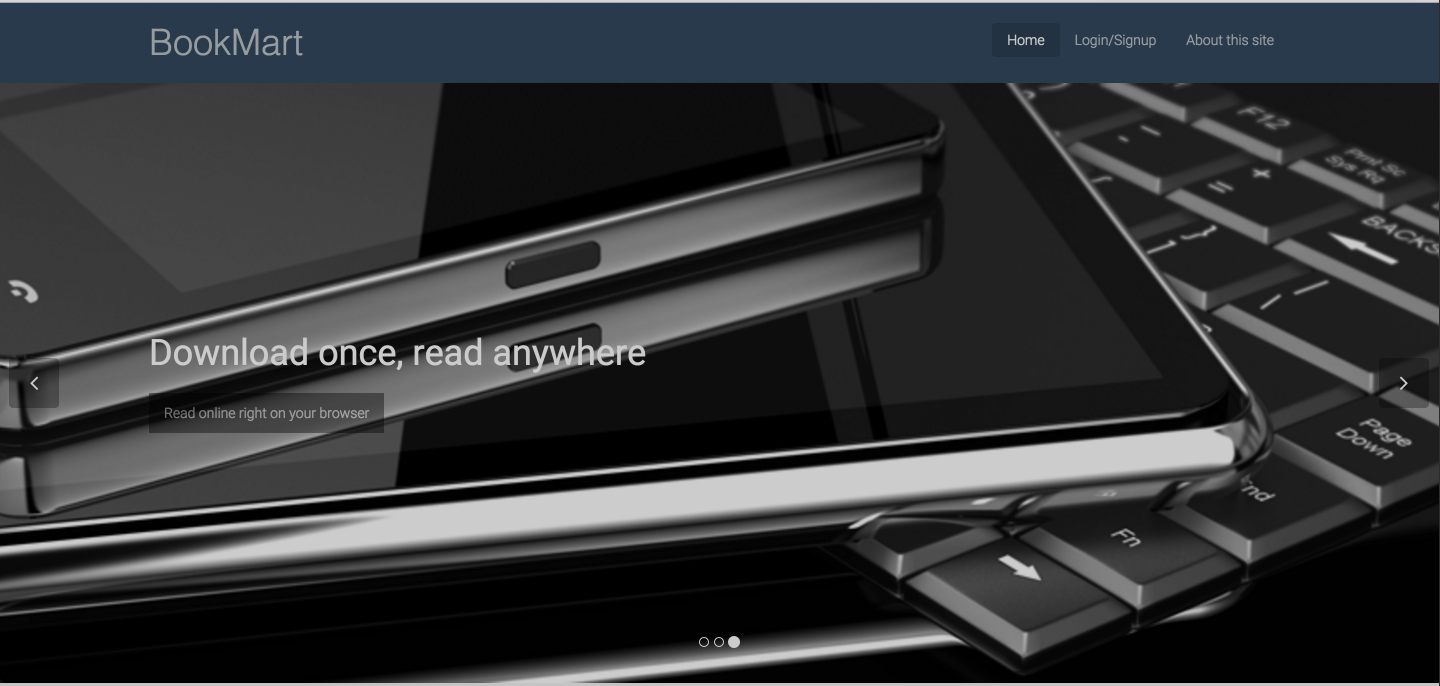 BookMart
Home Login/Signup About this site
F12
Prnt Sc
Sys Rq
- _
= +
BACKS
}
]
Download once, read anywhere
Read online right on your browser
Page
Down
End
Fn